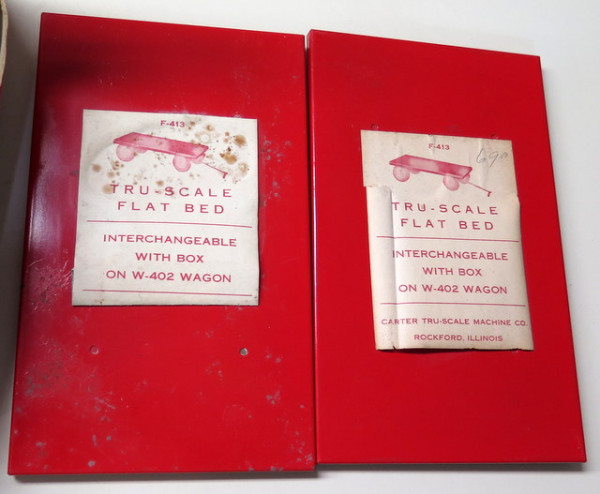 F-413
TRU-SCALE
FLAT BED
INTERCHANGEABLE
WITH BOX
ON W-402 WAGON
F-413
TRU-SCALE
FLAT BED
INTERCHANGEABLE
WITH BOX
ON W-402 WAGON
CARTER TRU-SCALE MACHINE CO.
ROCKFORD, ILLINOIS